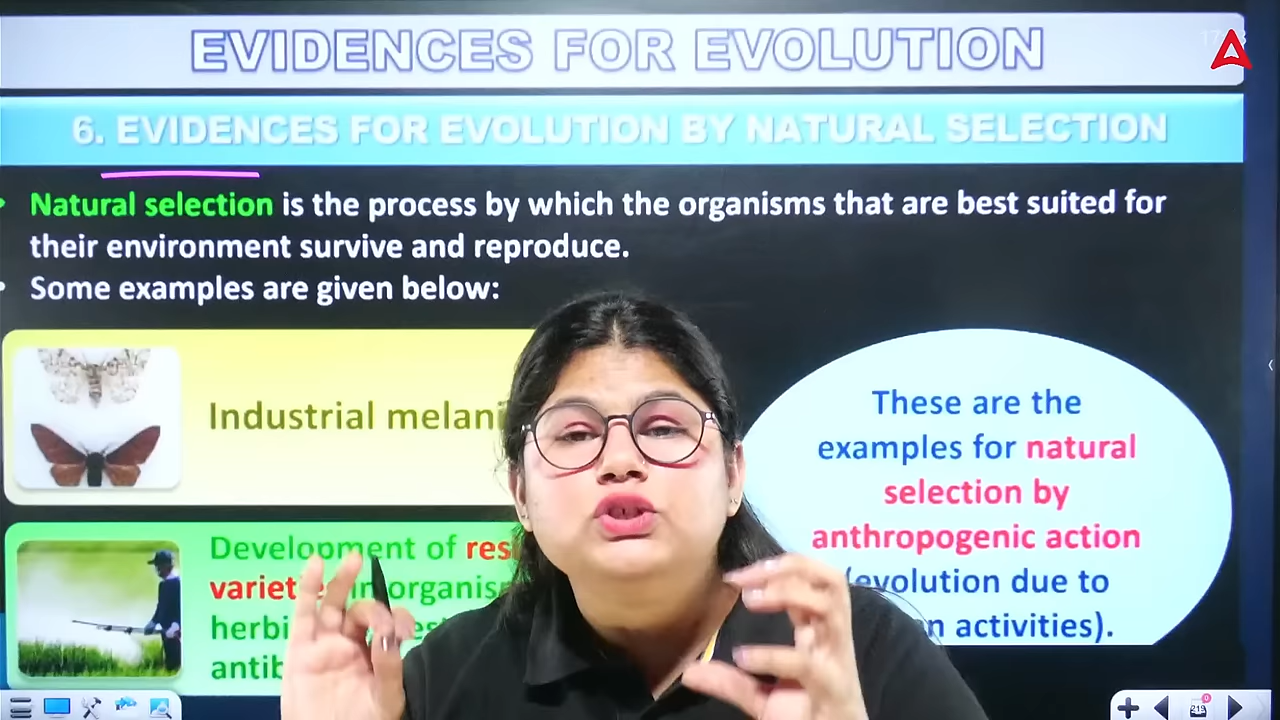 EVIDENCES FOR EVOLUTION
6. EVIDENCES FOR EVOLUTION BY NATURAL SELECTION
Natural selection is the process by which the organisms that are best suited for
their environment survive and reproduce.
Some examples are given below:
Industrial melani
Development of res
in organis
herbi
antib
These are the
examples for natural
selection by
anthropogenic action
(evolution due to
activities).
219